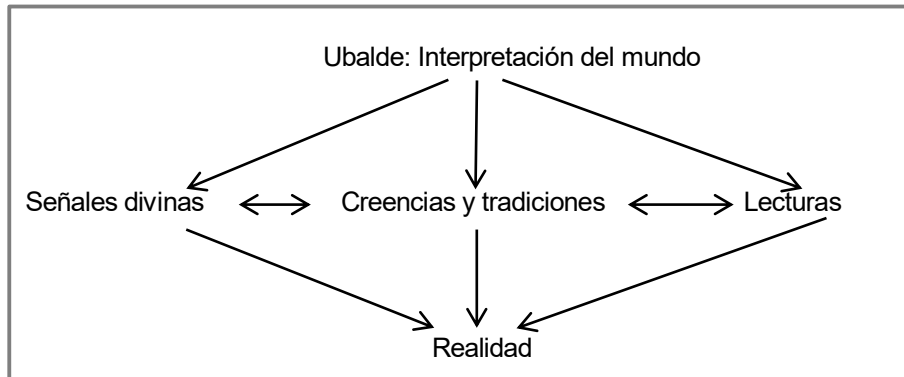 Ubalde: Interpretación del mundo
Señales divinas
Creencias y tradiciones
Lecturas
Realidad